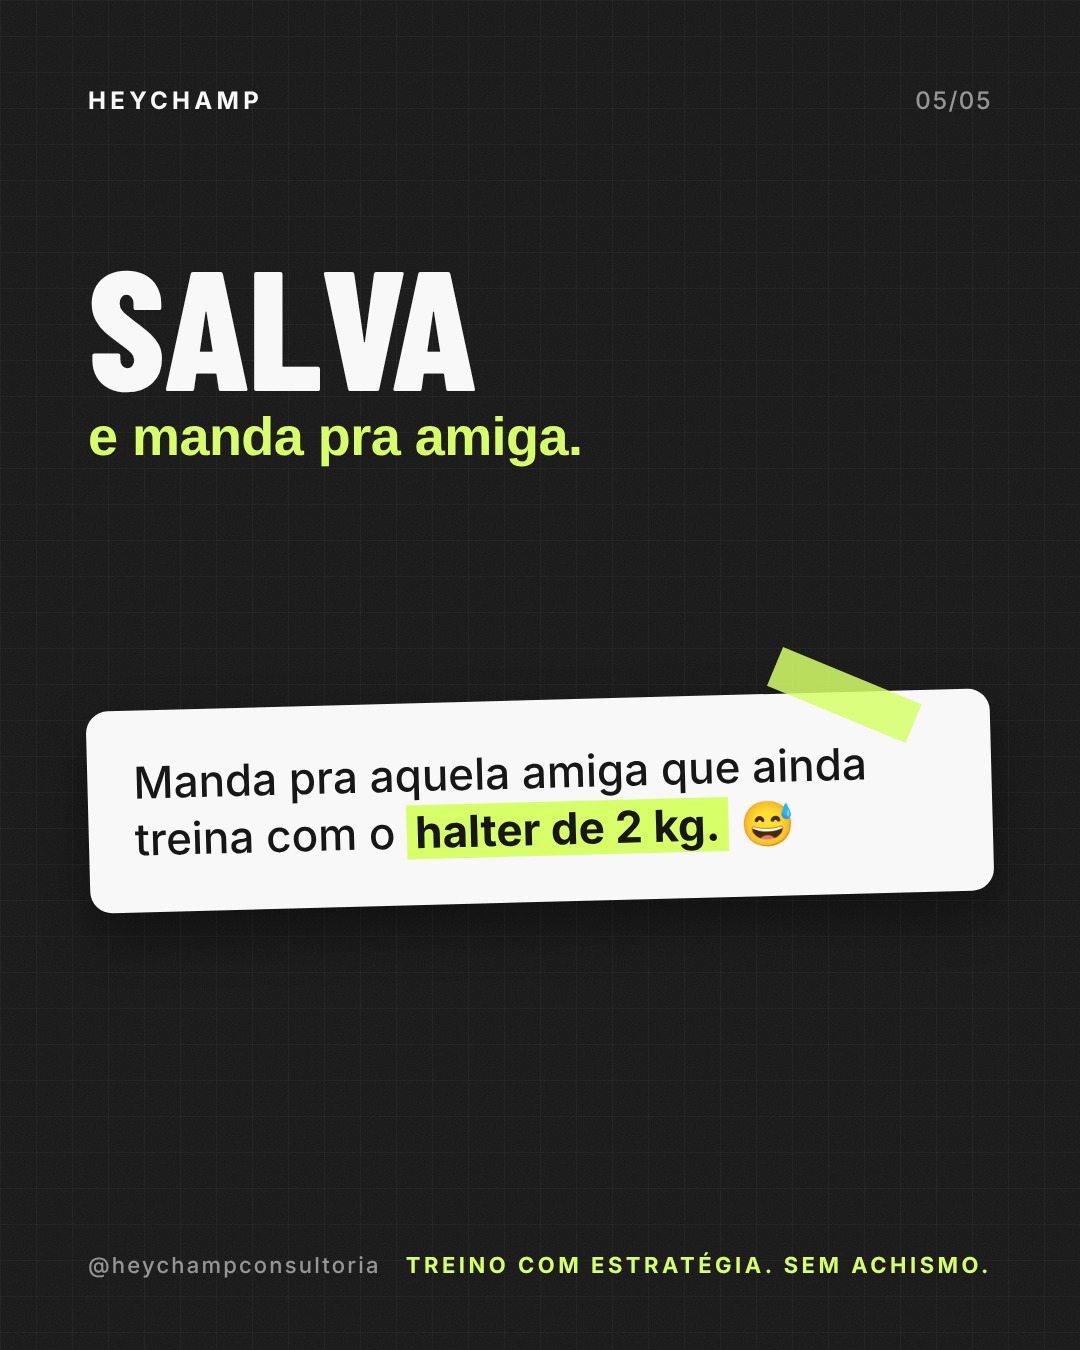 HEYCHAMP
05/05
SALVA
e manda pra amiga.
Manda pra aquela amiga que ainda
treina com o halter de 2 kg. 😅
@heychampconsultoria
TREINO COM ESTRATÉGIA. SEM ACHISMO.